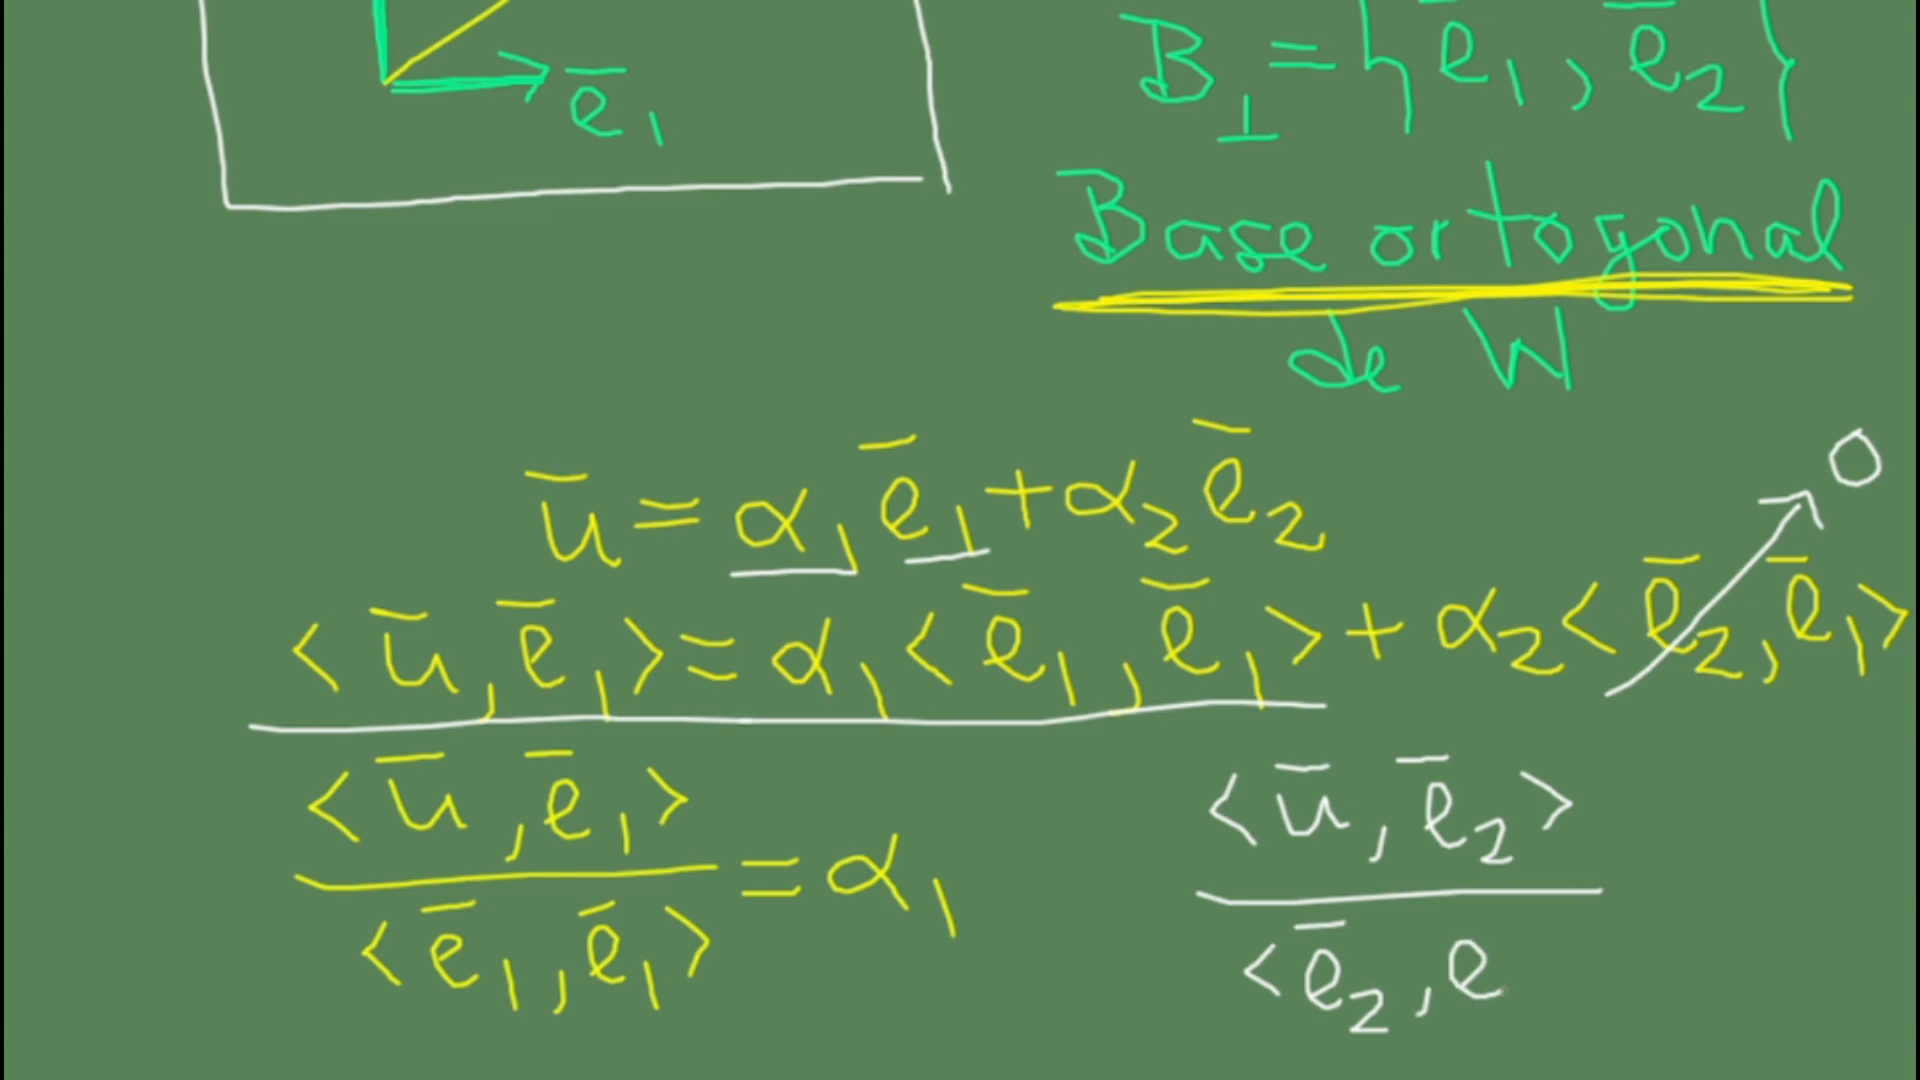 ē₁
B⊥ = {ē₁, ē₂}
Base ortogonal
de W
ū = α₁ē₁ + α₂ē₂
0
<ū, ē₁> = α₁<ē₁, ē₁> + α₂<ē₂, ē₁>
<ū, ē₁> / <ē₁, ē₁> = α₁
<ū, ē₂> / <ē₂, e